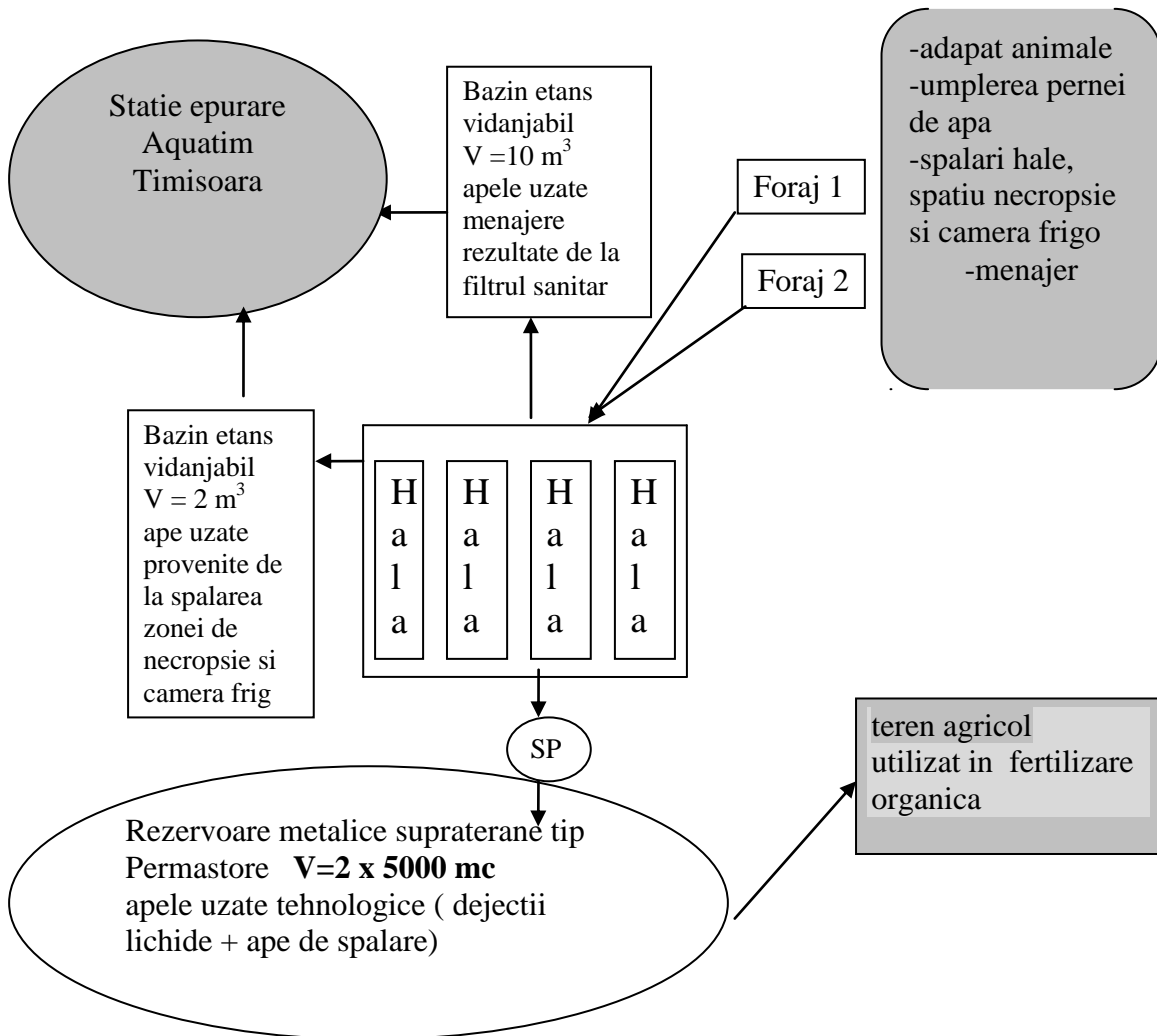 Statie epurare
Aquatim
Timisoara
Bazin etans
vidanjabil
V =10 m³
apele uzate
menajere
rezultate de la
filtrul sanitar
Foraj 1
Foraj 2
-adapat animale
-umplerea pernei
de apa
-spalari hale,
spatiu necropsie
si camera frigo
-menajer
Bazin etans
vidanjabil
V = 2 m³
ape uzate
provenite de
la spalarea
zonei de
necropsie si
camera frig
H
a
l
a
H
a
l
a
H
a
l
a
H
a
l
a
SP
Rezervoare metalice supraterane tip
Permastore V=2 x 5000 mc
apele uzate tehnologice ( dejectii
lichide + ape de spalare)
teren agricol
utilizat in fertilizare
organica